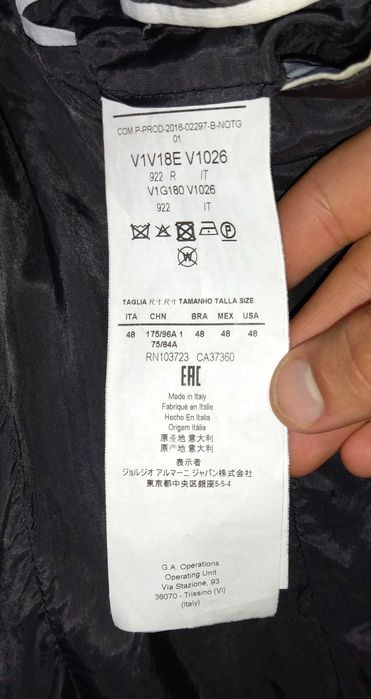 COM.P-PROD-2016-02297-B-NOTG
01
V1V18E V1026
922 R IT
V1G180 V1026
922 IT
P
W
TAGLIA 尺寸 尺寸 TAMANHO TALLA SIZE
ITA CHN BRA MEX USA
48 175/96A 1 48 48 48
75/84A
RN103723 CA37360
EAC
Made in Italy
Fabriqué en Italie
Hecho En Italia
Origem Itália
原産地 意大利
原产地 意大利
表示者
ジョルジオ アルマーニ ジャパン株式会社
東京都中央区銀座5-5-4
G.A. Operations
Operating Unit
Via Stazione, 93
36070 - Trissino (VI)
(Italy)